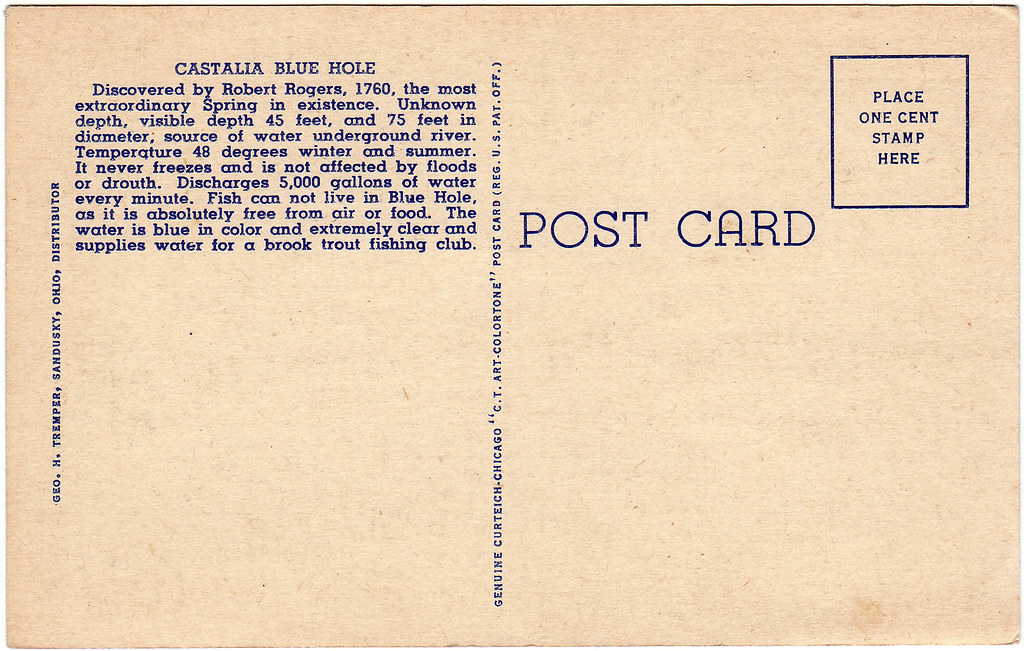 CASTALIA BLUE HOLE
Discovered by Robert Rogers, 1760, the most
extraordinary Spring in existence. Unknown
depth, visible depth 45 feet, and 75 feet in
diameter; source of water underground river.
Temperature 48 degrees winter and summer.
It never freezes and is not affected by floods
or drouth. Discharges 5,000 gallons of water
every minute. Fish can not live in Blue Hole,
as it is absolutely free from air or food. The
water is blue in color and extremely clear and
supplies water for a brook trout fishing club.
GEO. H. TREMPER, SANDUSKY, OHIO, DISTRIBUTOR
GENUINE CURTEICH-CHICAGO "C.T. ART-COLORTONE" POST CARD (REG. U.S. PAT. OFF.)
POST CARD
PLACE
ONE CENT
STAMP
HERE